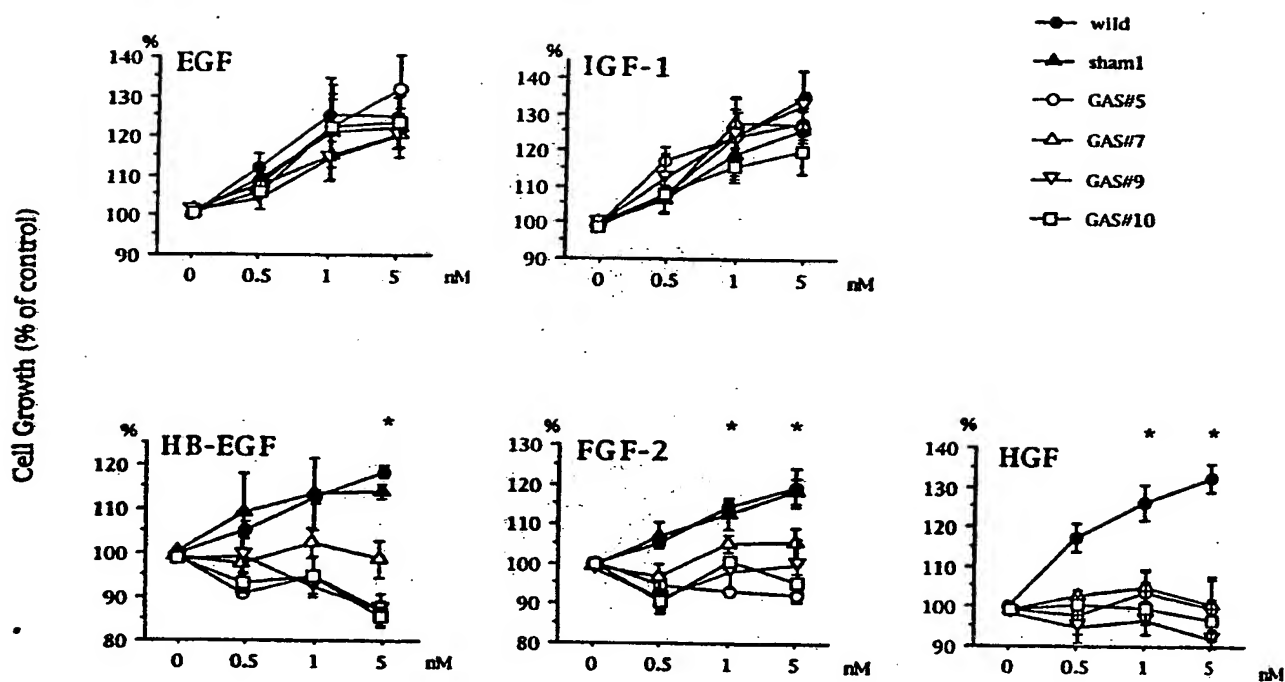 wild
sham1
GAS#5
GAS#7
GAS#9
GAS#10
Cell Growth (% of control)
%
EGF
140
130
120
110
100
90
0 0.5 1 5 nM
%
IGF-1
140
130
120
110
100
90
0 0.5 1 5 nM
%
HB-EGF
*
120
110
100
90
80
0 0.5 1 5 nM
%
FGF-2
* *
130
120
110
100
90
80
0 0.5 1 5 nM
%
HGF
* *
140
130
120
110
100
90
0 0.5 1 5 nM